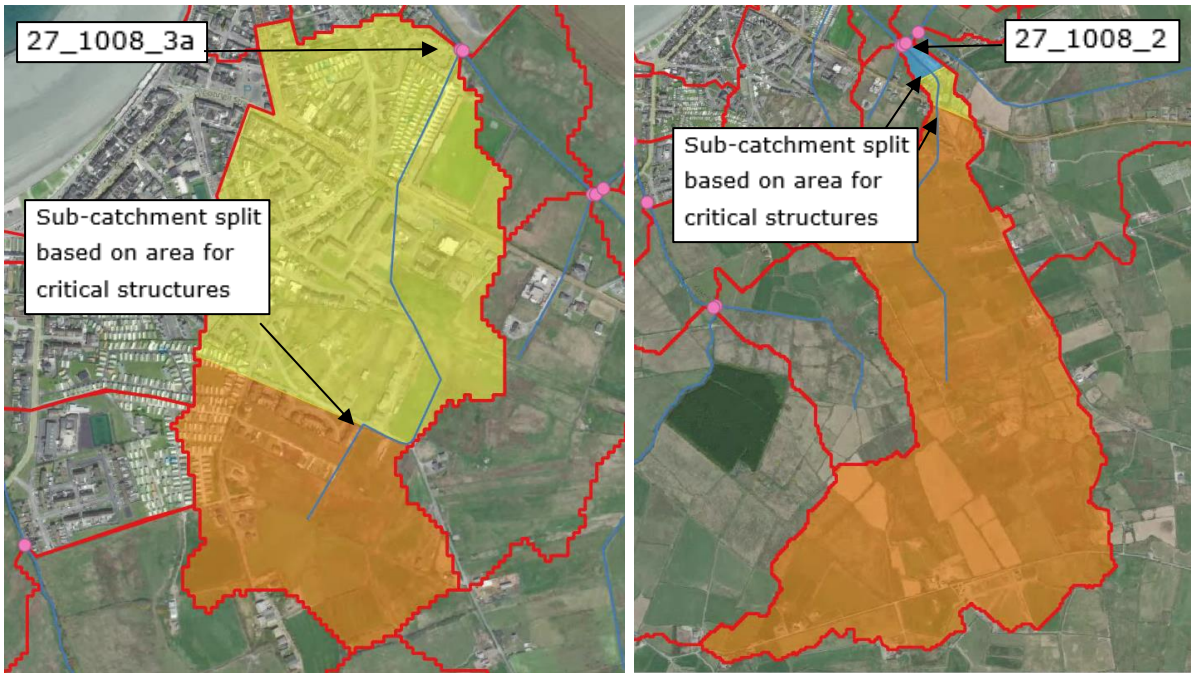 27_1008_3a
Sub-catchment split
based on area for
critical structures
27_1008_2
Sub-catchment split
based on area for
critical structures